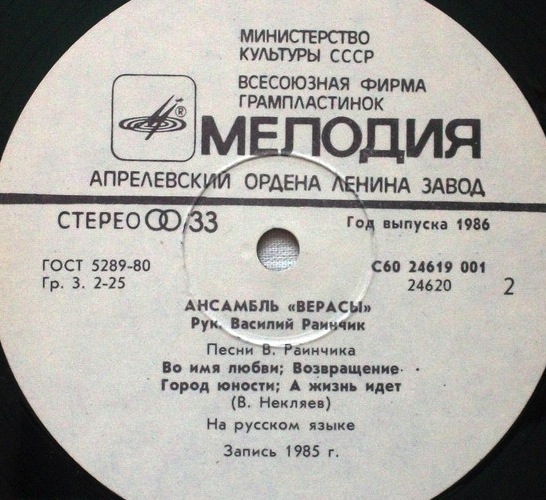 МИНИСТЕРСТВО
КУЛЬТУРЫ СССР
ВСЕСОЮЗНАЯ ФИРМА
ГРАМПЛАСТИНОК
®
МЕЛОДИЯ
АПРЕЛЕВСКИЙ ОРДЕНА ЛЕНИНА ЗАВОД
СТЕРЕО 33
Год выпуска 1986
ГОСТ 5289-80
Гр. 3. 2-25
С60 24619 001
24620
2
АНСАМБЛЬ «ВЕРАСЫ»
Рук. Василий Раинчик
Песни В. Раинчика
Во имя любви; Возвращение
Город юности; А жизнь идет
(В. Некляев)
На русском языке
Запись 1985 г.